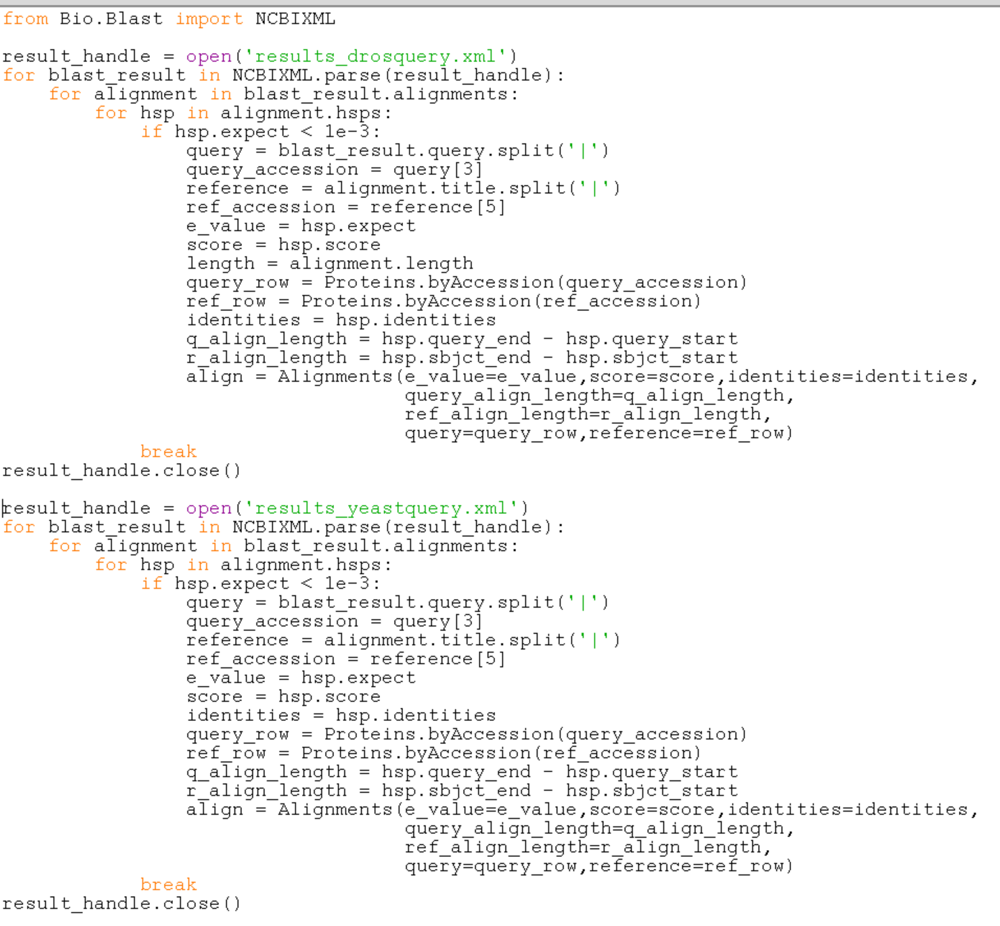 from Bio.Blast import NCBIXML

result_handle = open('results_drosquery.xml')
for blast_result in NCBIXML.parse(result_handle):
    for alignment in blast_result.alignments:
        for hsp in alignment.hsps:
            if hsp.expect < 1e-3:
                query = blast_result.query.split('|')
                query_accession = query[3]
                reference = alignment.title.split('|')
                ref_accession = reference[5]
                e_value = hsp.expect
                score = hsp.score
                length = alignment.length
                query_row = Proteins.byAccession(query_accession)
                ref_row = Proteins.byAccession(ref_accession)
                identities = hsp.identities
                q_align_length = hsp.query_end - hsp.query_start
                r_align_length = hsp.sbjct_end - hsp.sbjct_start
                align = Alignments(e_value=e_value,score=score,identities=identities,
                                   query_align_length=q_align_length,
                                   ref_align_length=r_align_length,
                                   query=query_row,reference=ref_row)
            break
result_handle.close()

result_handle = open('results_yeastquery.xml')
for blast_result in NCBIXML.parse(result_handle):
    for alignment in blast_result.alignments:
        for hsp in alignment.hsps:
            if hsp.expect < 1e-3:
                query = blast_result.query.split('|')
                query_accession = query[3]
                reference = alignment.title.split('|')
                ref_accession = reference[5]
                e_value = hsp.expect
                score = hsp.score
                identities = hsp.identities
                query_row = Proteins.byAccession(query_accession)
                ref_row = Proteins.byAccession(ref_accession)
                q_align_length = hsp.query_end - hsp.query_start
                r_align_length = hsp.sbjct_end - hsp.sbjct_start
                align = Alignments(e_value=e_value,score=score,identities=identities,
                                   query_align_length=q_align_length,
                                   ref_align_length=r_align_length,
                                   query=query_row,reference=ref_row)
            break
result_handle.close()